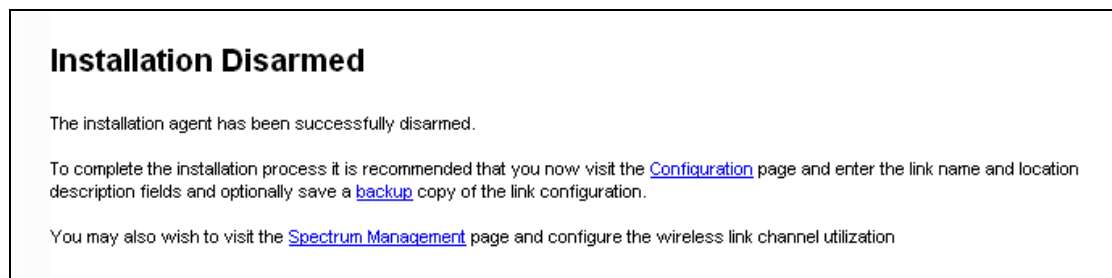 Installation Disarmed
The installation agent has been successfully disarmed.
To complete the installation process it is recommended that you now visit the Configuration page and enter the link name and location
description fields and optionally save a backup copy of the link configuration.
You may also wish to visit the Spectrum Management page and configure the wireless link channel utilization